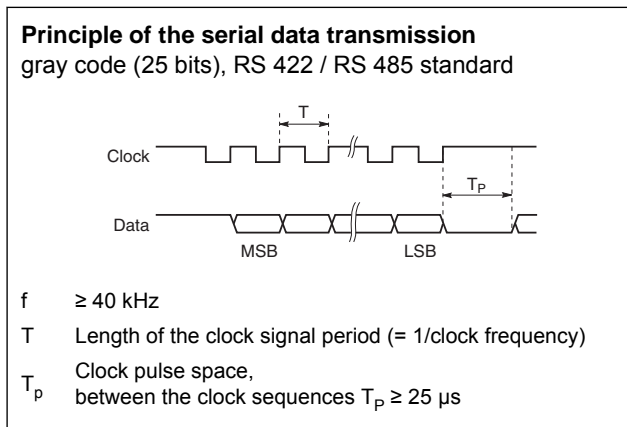 Principle of the serial data transmission
gray code (25 bits), RS 422 / RS 485 standard
T
Clock
Tp
Data
MSB
LSB
f ≥ 40 kHz
T Length of the clock signal period (= 1/clock frequency)
Tp Clock pulse space,
between the clock sequences TP ≥ 25 µs